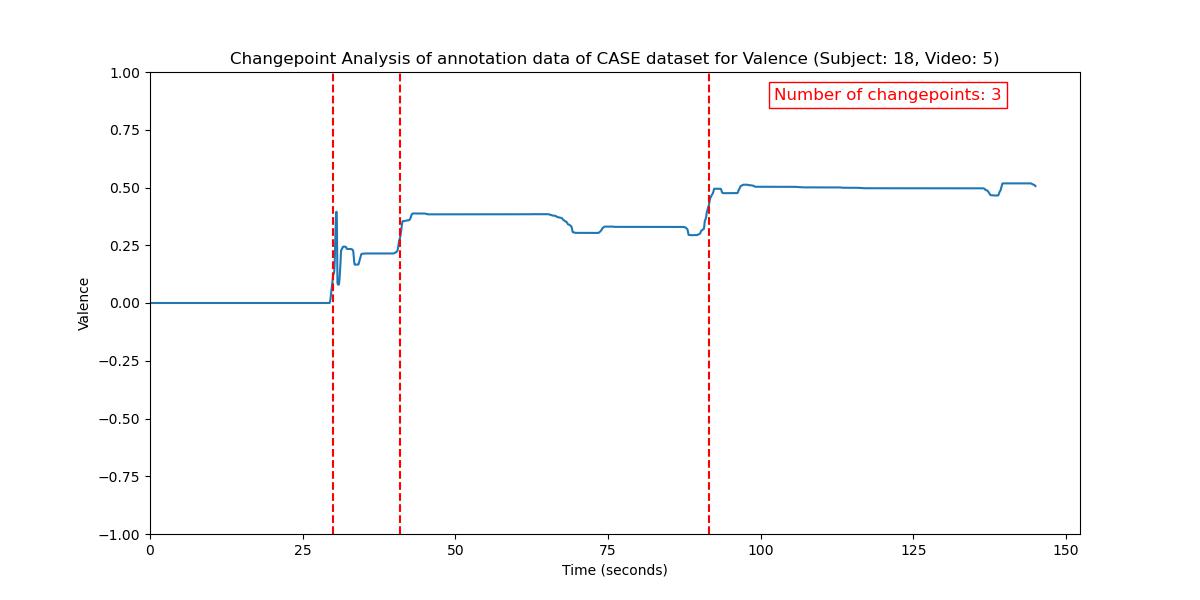 Changepoint Analysis of annotation data of CASE dataset for Valence (Subject: 18, Video: 5)
Number of changepoints: 3
1.00
0.75
0.50
0.25
0.00
−0.25
−0.50
−0.75
−1.00
Valence
0 25 50 75 100 125 150
Time (seconds)